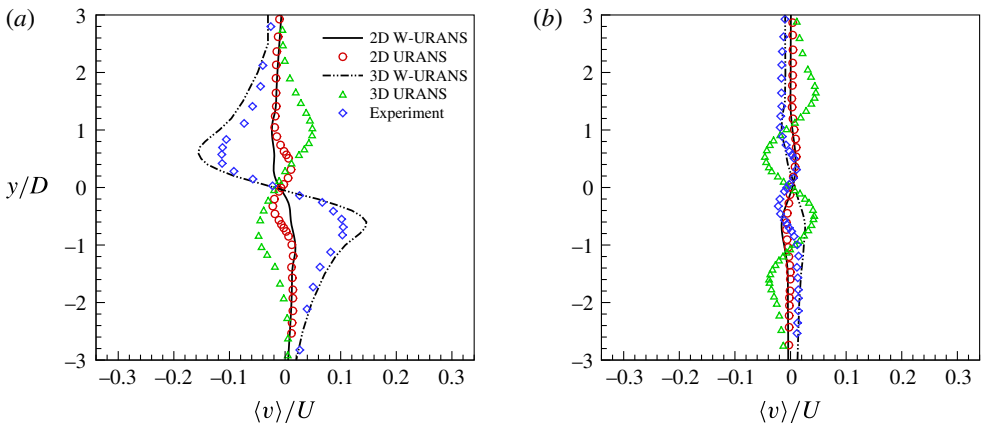 (a)
3
2
1
y/D
0
−1
−2
−3
2D W-URANS
2D URANS
3D W-URANS
3D URANS
Experiment
−0.3
−0.2
−0.1
0
0.1
0.2
0.3
⟨v⟩/U
(b)
3
2
1
0
−1
−2
−3
−0.3
−0.2
−0.1
0
0.1
0.2
0.3
⟨v⟩/U